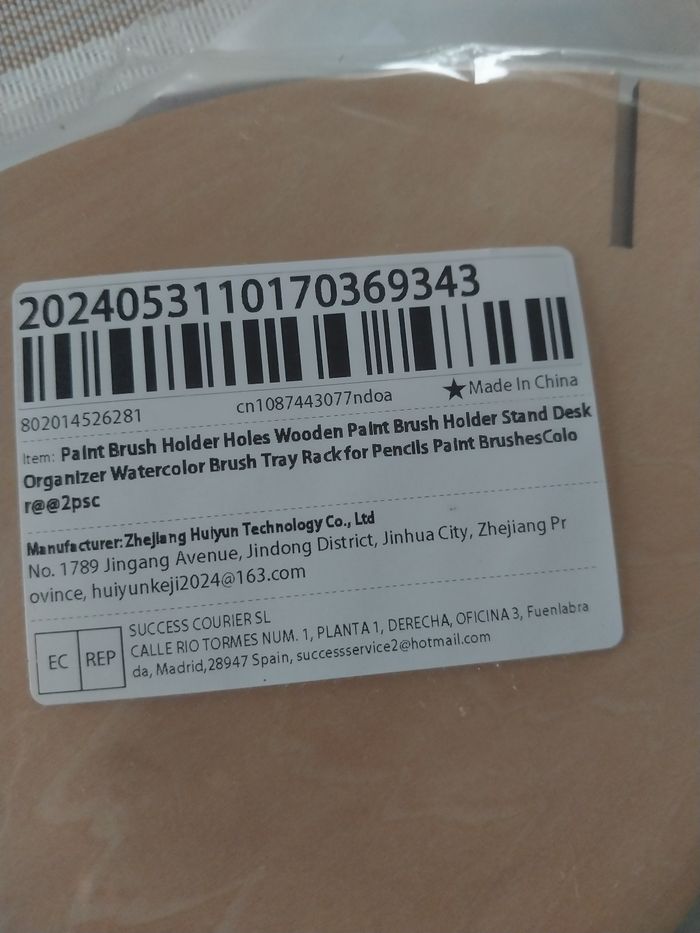 2024053110170369343
802014526281 cn1087443077ndoa ★Made In China
Item: Paint Brush Holder Holes Wooden Paint Brush Holder Stand Desk
Organizer Watercolor Brush Tray Rack for Pencils Paint BrushesColo
r@@2psc
Manufacturer:Zhejiang Huiyun Technology Co., Ltd
No. 1789 Jingang Avenue, Jindong District, Jinhua City, Zhejiang Pr
ovince, huiyunkeji2024@163.com
EC REP
SUCCESS COURIER SL
CALLE RIO TORMES NUM. 1, PLANTA 1, DERECHA, OFICINA 3, Fuenlabra
da, Madrid,28947 Spain, successservice2@hotmail.com